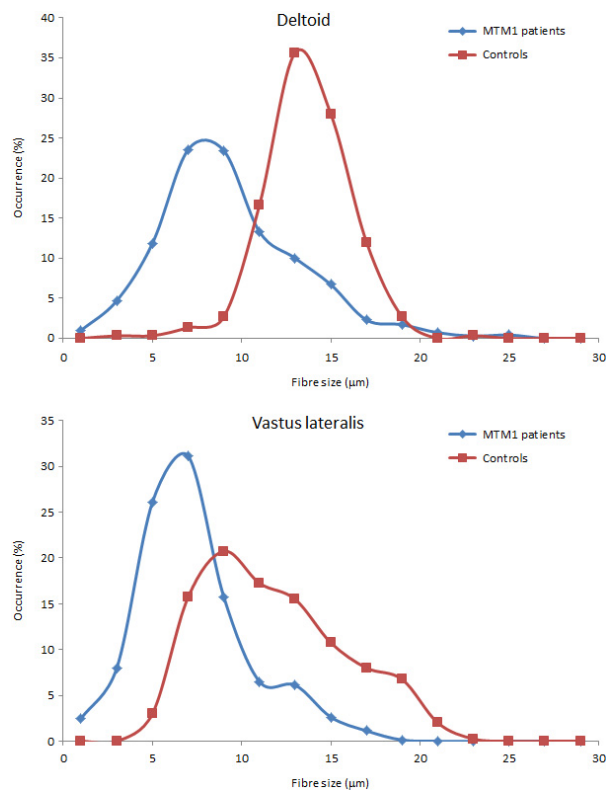 Deltoid
MTM1 patients
Controls
Occurrence (%)
40
35
30
25
20
15
10
5
0
0 5 10 15 20 25 30
Fibre size (µm)
Vastus lateralis
MTM1 patients
Controls
Occurrence (%)
35
30
25
20
15
10
5
0
0 5 10 15 20 25 30
Fibre size (µm)